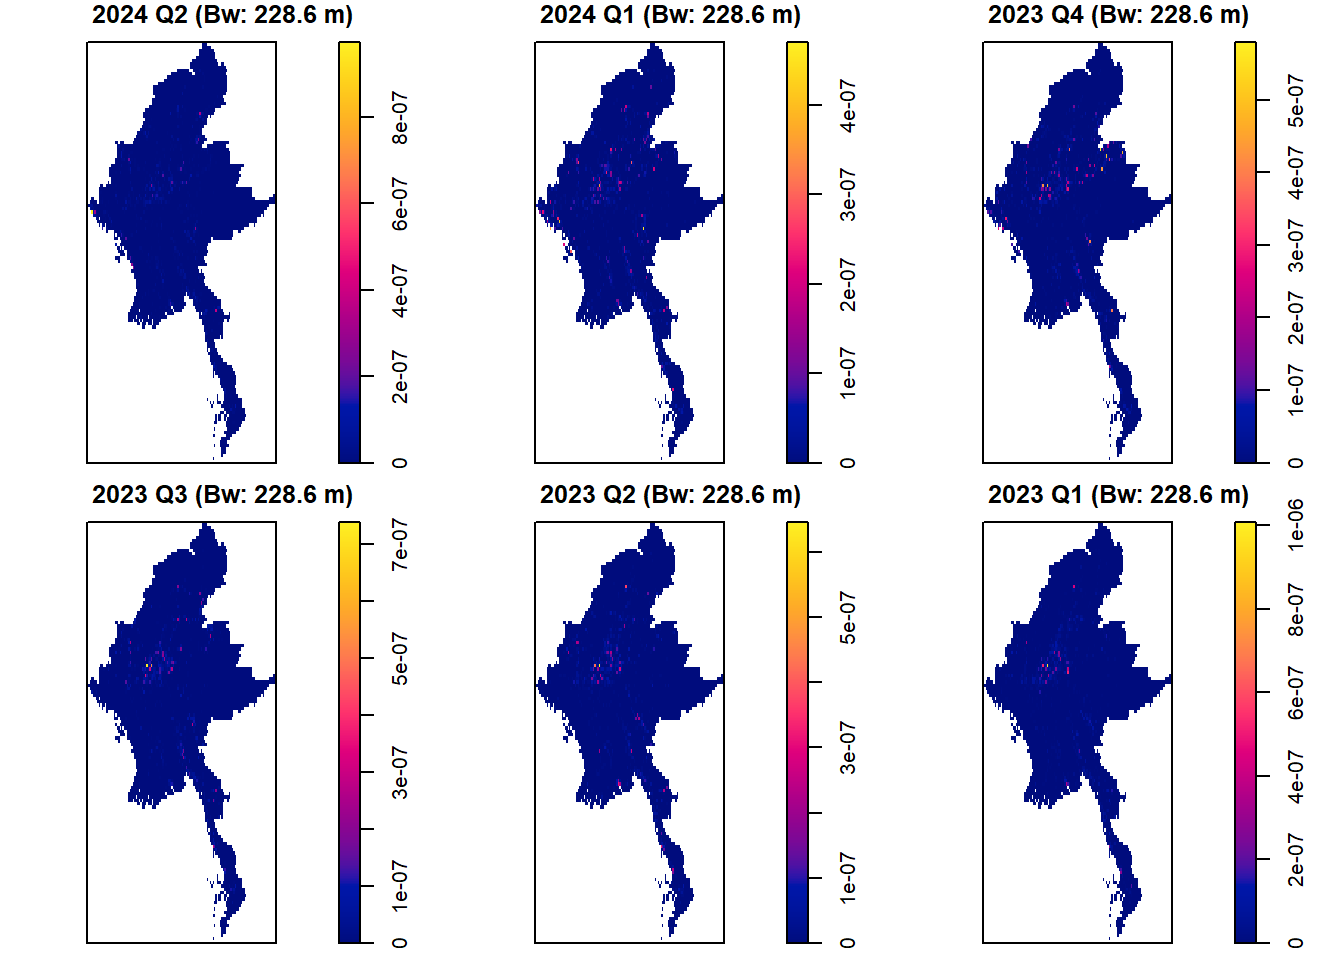 2024 Q2 (Bw: 228.6 m)
0
2e-07
4e-07
6e-07
8e-07
2024 Q1 (Bw: 228.6 m)
0
1e-07
2e-07
3e-07
4e-07
2023 Q4 (Bw: 228.6 m)
0
1e-07
2e-07
3e-07
4e-07
5e-07
2023 Q3 (Bw: 228.6 m)
0
1e-07
3e-07
5e-07
7e-07
2023 Q2 (Bw: 228.6 m)
0
1e-07
3e-07
5e-07
2023 Q1 (Bw: 228.6 m)
0
2e-07
4e-07
6e-07
8e-07
1e-06